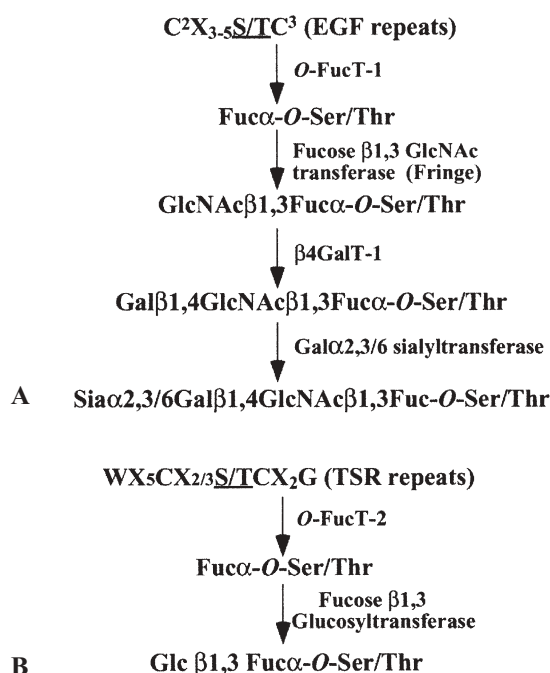 C²X₃₋₅S/TC³ (EGF repeats)
O-FucT-1
Fucα-O-Ser/Thr
Fucose β1,3 GlcNAc
transferase (Fringe)
GlcNAcβ1,3Fucα-O-Ser/Thr
β4GalT-1
Galβ1,4GlcNAcβ1,3Fucα-O-Ser/Thr
Galα2,3/6 sialyltransferase
A Siaα2,3/6Galβ1,4GlcNAcβ1,3Fuc-O-Ser/Thr
WX₅CX₂/₃S/TCX₂G (TSR repeats)
O-FucT-2
Fucα-O-Ser/Thr
Fucose β1,3
Glucosyltransferase
B Glc β1,3 Fucα-O-Ser/Thr